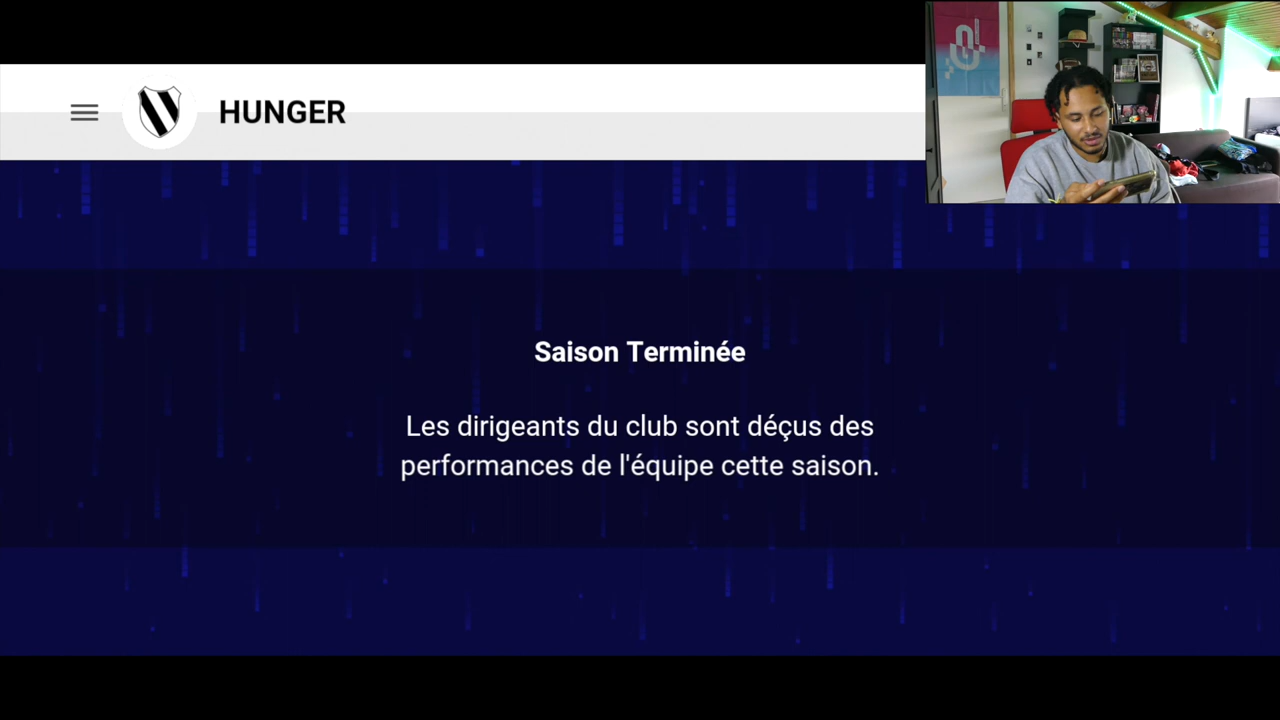 HUNGER
Saison Terminée
Les dirigeants du club sont déçus des
performances de l'équipe cette saison.